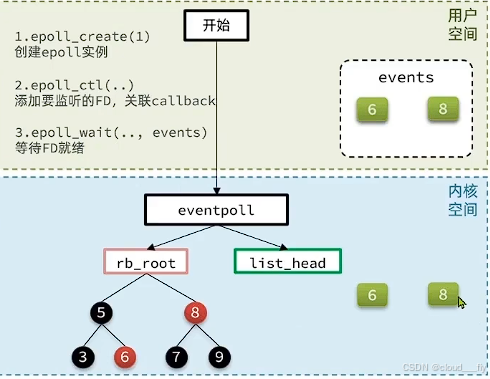 开始
用户
空间
1.epoll_create(1)
创建epoll实例
2.epoll_ctl(..)
添加要监听的FD，关联callback
3.epoll_wait(..，events)
等待FD就绪
events
6 8
内核
空间
eventpoll
rb_root list_head
6 8
5 8
3 6 7 9
CSDN @cloud___fly